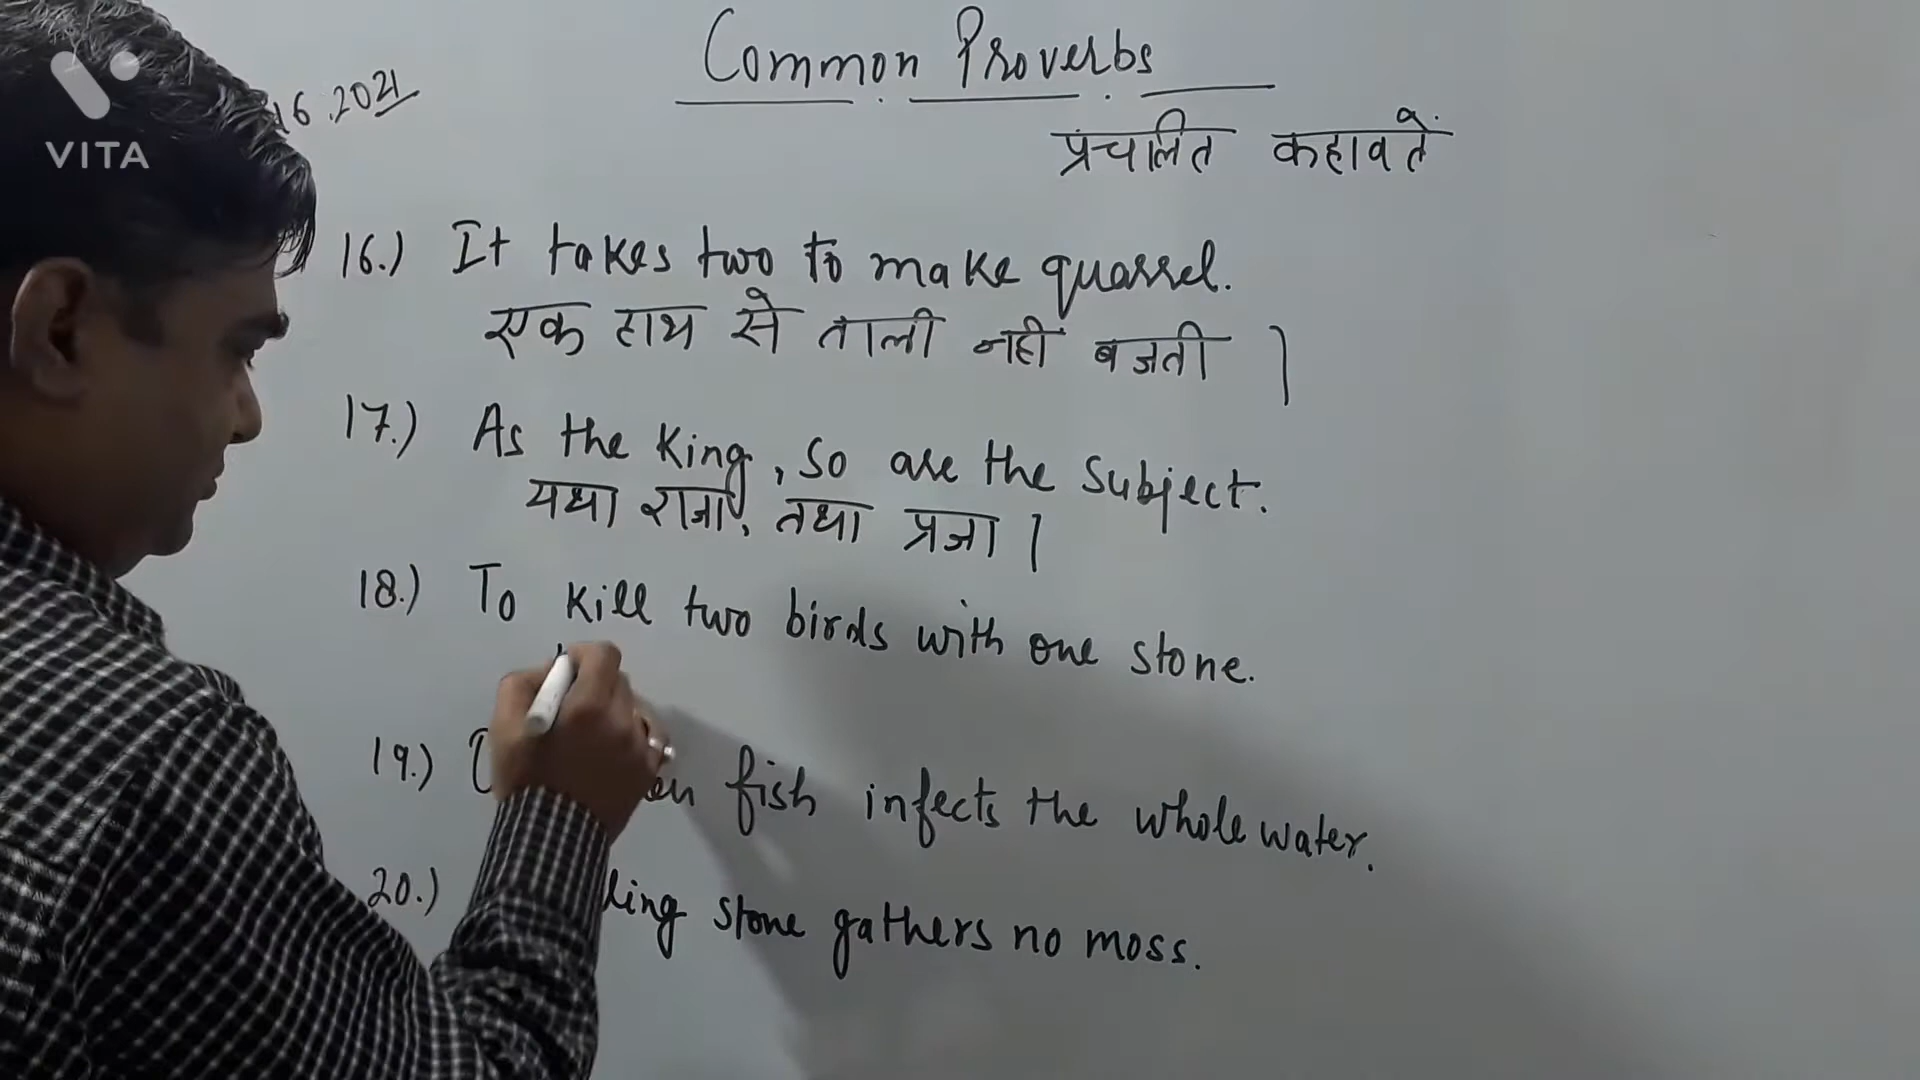 VITA
16.2021
Common Proverbs
प्रचलित कहावतें
16.) It takes two to make quarrel.
एक हाथ से ताली नहीं बजती |
17.) As the King, so are the subject.
यथा राजा, तथा प्रजा |
18.) To kill two birds with one stone.
19.) fish infects the whole water.
20.) stone gathers no moss.